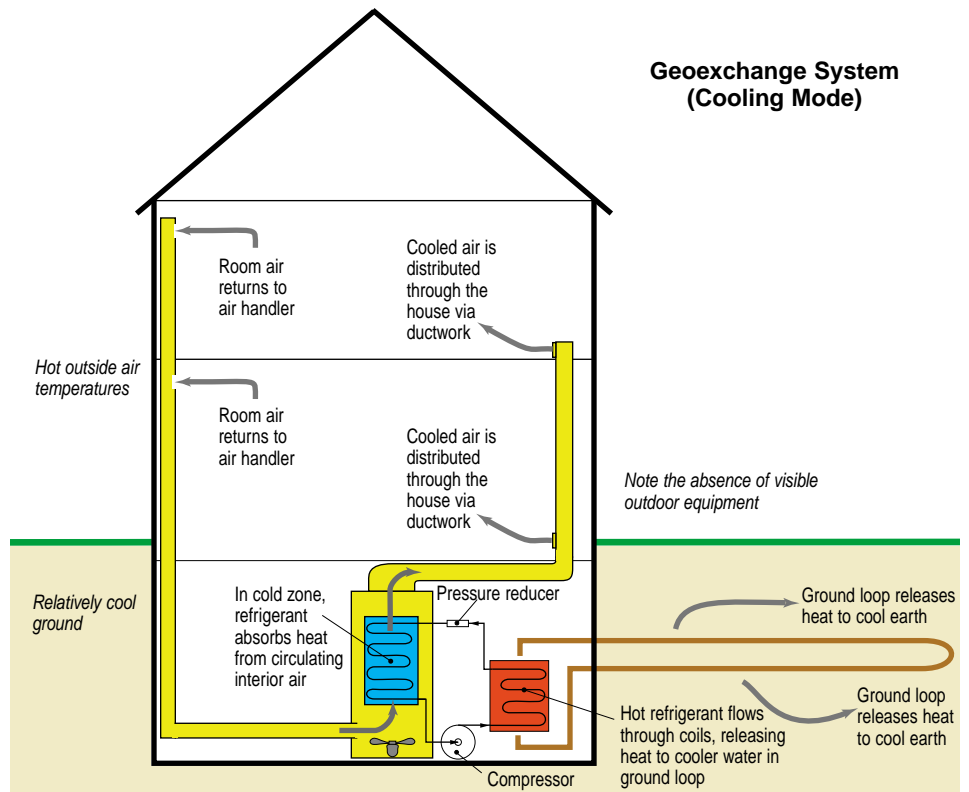 Geoexchange System
(Cooling Mode)
Room air
returns to
air handler
Cooled air is
distributed
through the
house via
ductwork
Hot outside air
temperatures
Room air
returns to
air handler
Cooled air is
distributed
through the
house via
ductwork
Note the absence of visible
outdoor equipment
Relatively cool
ground
In cold zone,
refrigerant
absorbs heat
from circulating
interior air
Pressure reducer
Ground loop releases
heat to cool earth
Ground loop
releases heat
to cool earth
Hot refrigerant flows
through coils, releasing
heat to cooler water in
ground loop
Compressor